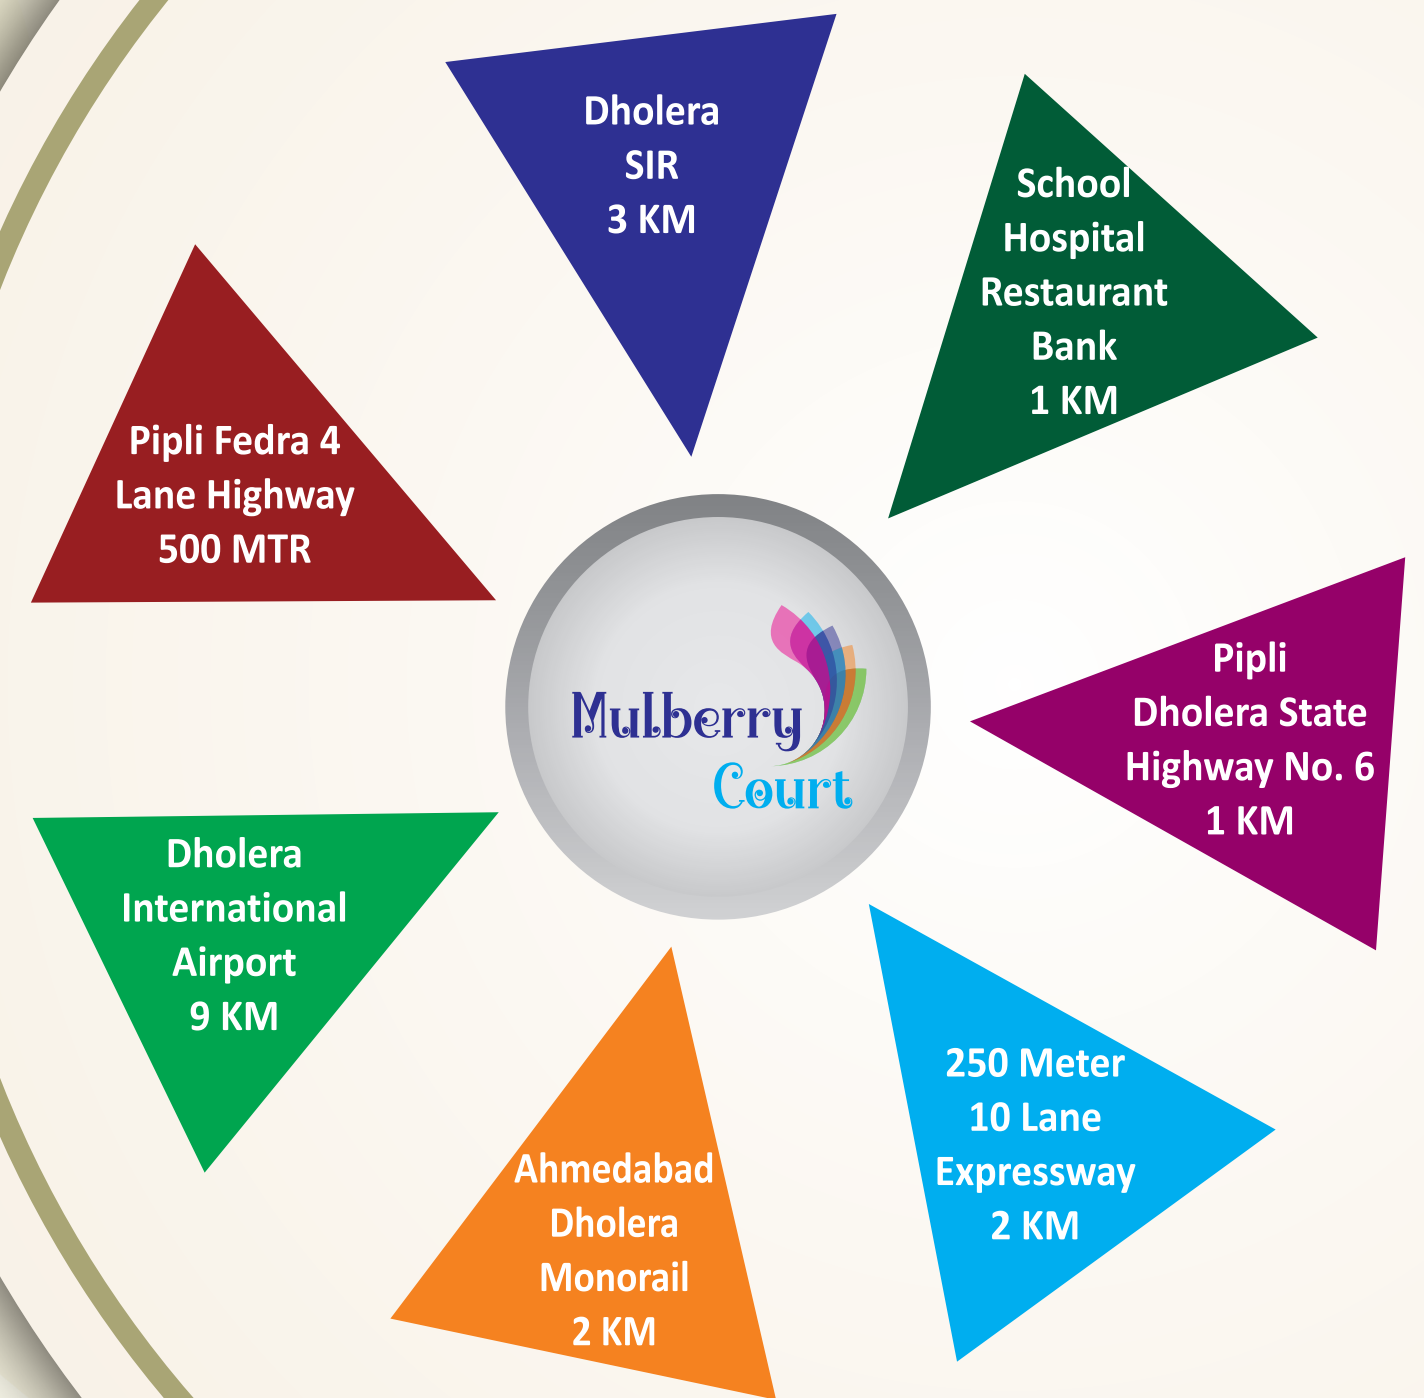 Dholera
SIR
3 KM
School
Hospital
Restaurant
Bank
1 KM
Pipli Fedra 4
Lane Highway
500 MTR
Mulberry
Court
Pipli
Dholera State
Highway No. 6
1 KM
Dholera
International
Airport
9 KM
250 Meter
10 Lane
Expressway
2 KM
Ahmedabad
Dholera
Monorail
2 KM